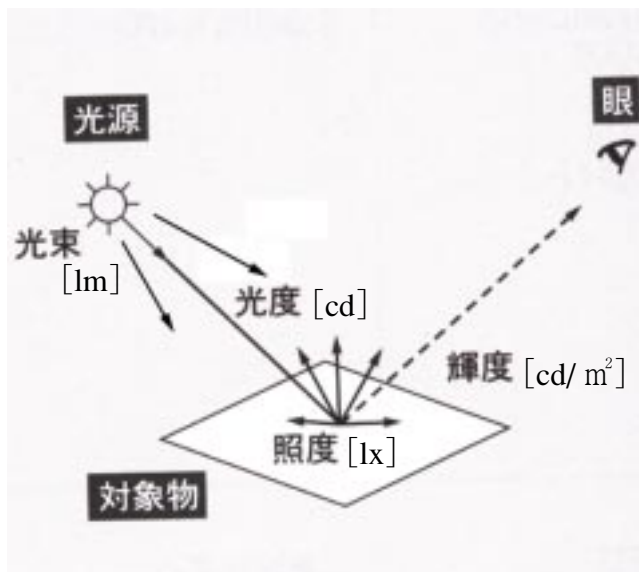 光源
眼
光束
[lm]
光度 [cd]
輝度 [cd/㎡]
照度 [lx]
対象物